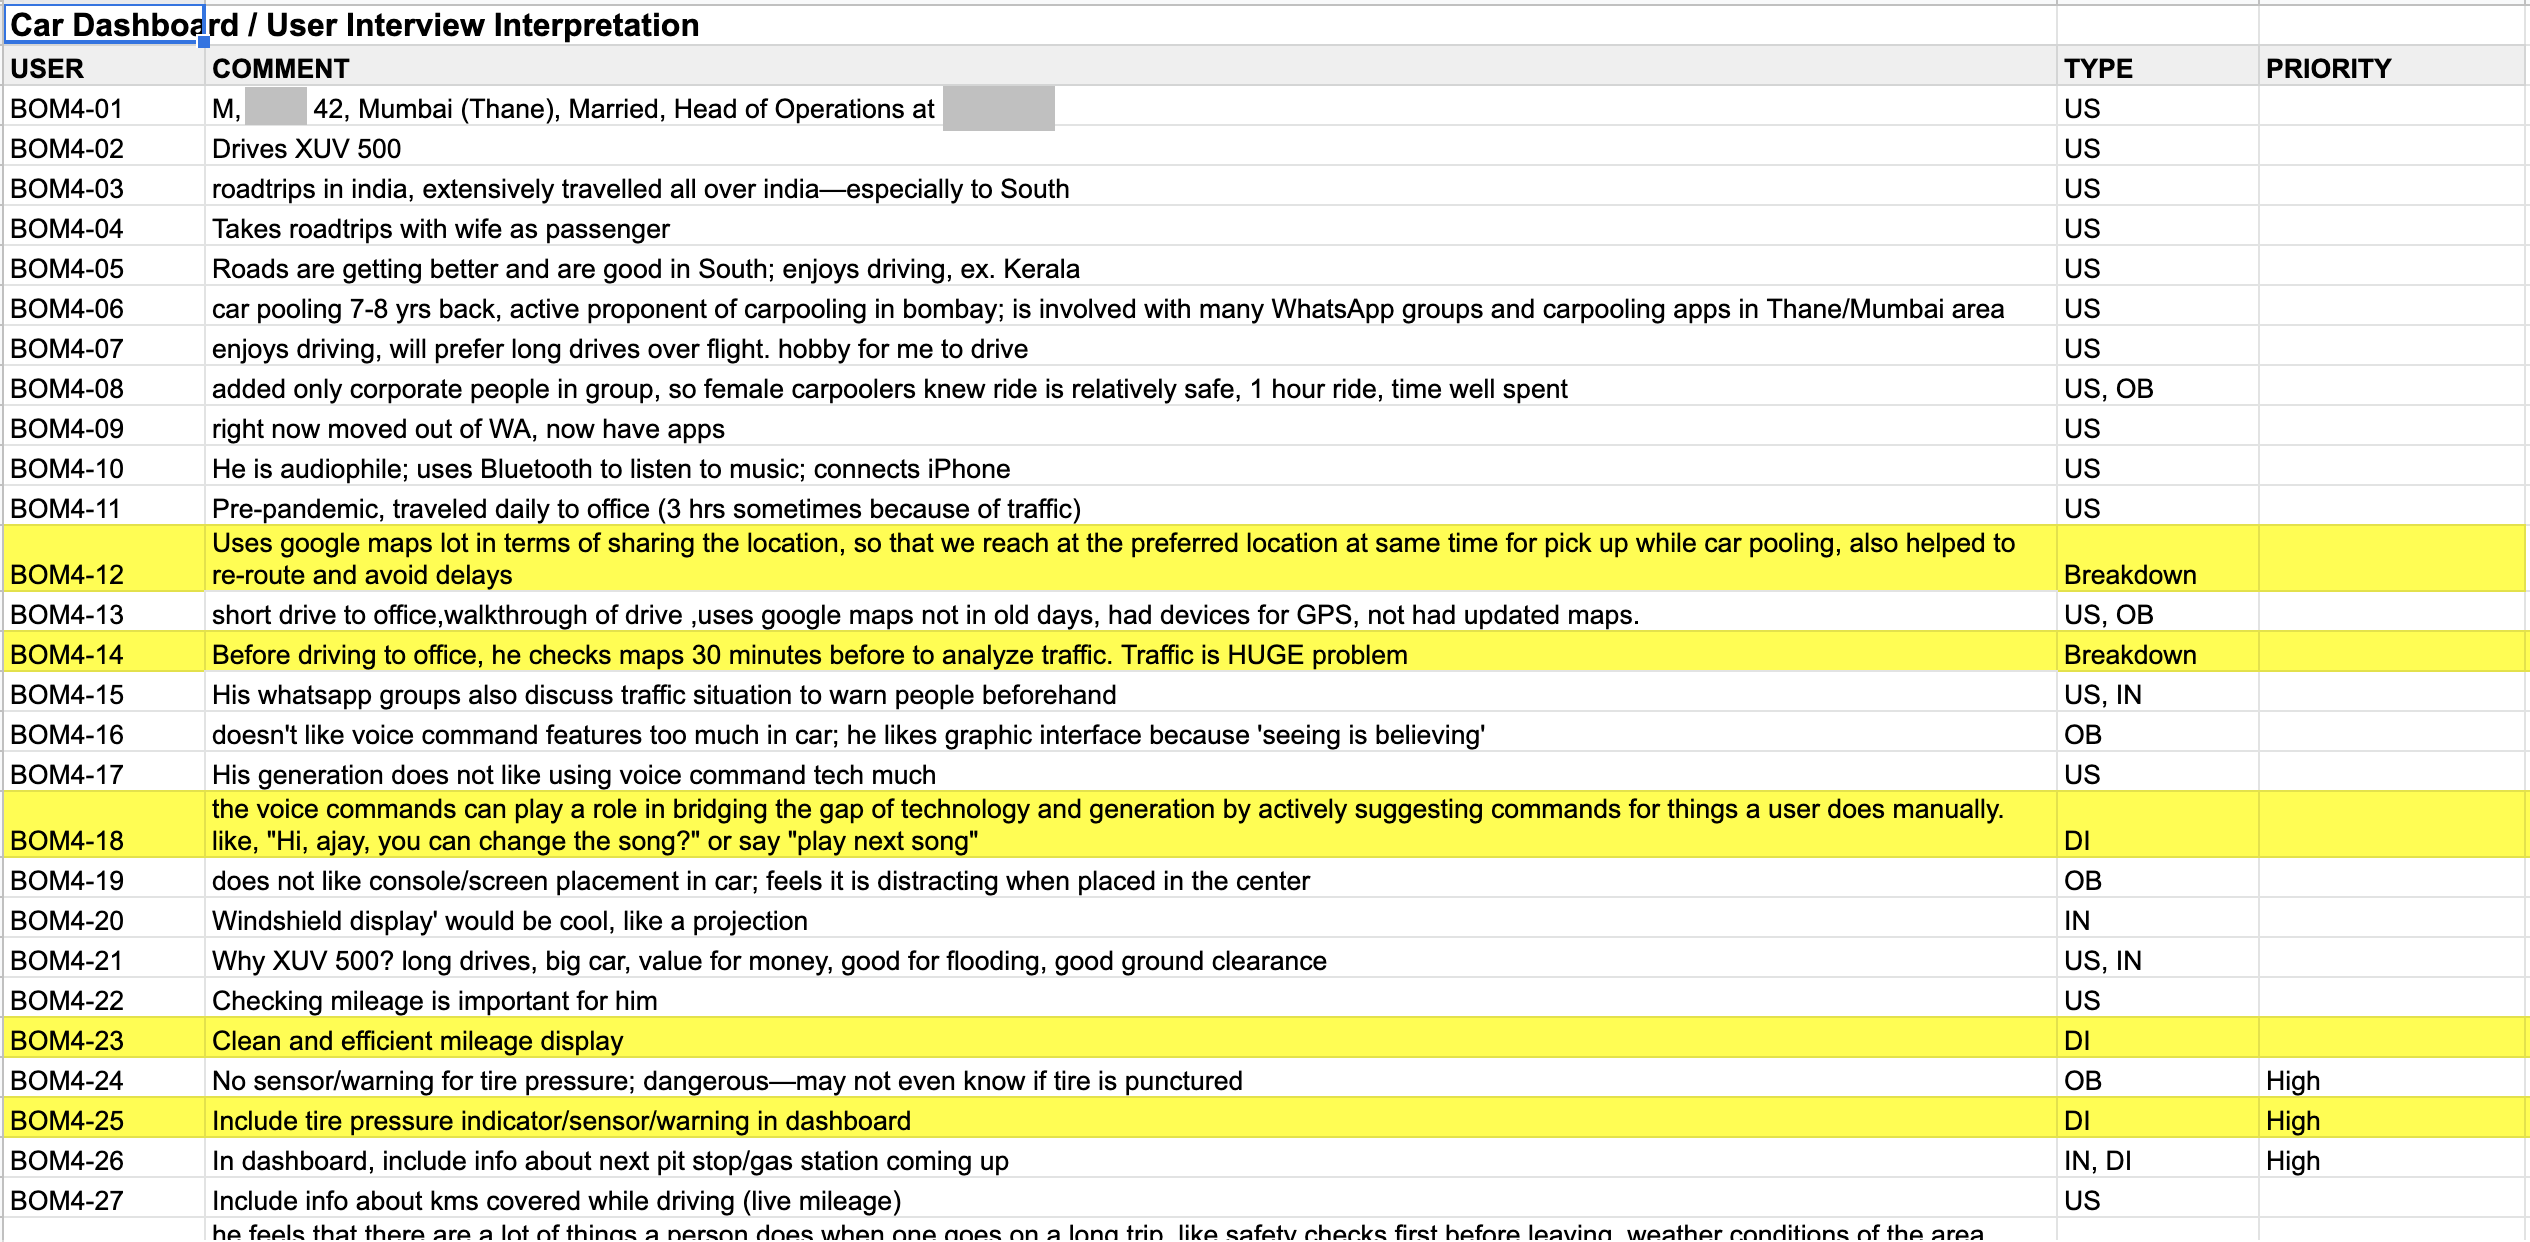 Car Dashboard / User Interview Interpretation
USER COMMENT TYPE PRIORITY
BOM4-01 M, 42, Mumbai (Thane), Married, Head of Operations at US
BOM4-02 Drives XUV 500 US
BOM4-03 roadtrips in india, extensively travelled all over india—especially to South US
BOM4-04 Takes roadtrips with wife as passenger US
BOM4-05 Roads are getting better and are good in South; enjoys driving, ex. Kerala US
BOM4-06 car pooling 7-8 yrs back, active proponent of carpooling in bombay; is involved with many WhatsApp groups and carpooling apps in Thane/Mumbai area US
BOM4-07 enjoys driving, will prefer long drives over flight. hobby for me to drive US
BOM4-08 added only corporate people in group, so female carpoolers knew ride is relatively safe, 1 hour ride, time well spent US, OB
BOM4-09 right now moved out of WA, now have apps US
BOM4-10 He is audiophile; uses Bluetooth to listen to music; connects iPhone US
BOM4-11 Pre-pandemic, traveled daily to office (3 hrs sometimes because of traffic) US
Uses google maps lot in terms of sharing the location, so that we reach at the preferred location at same time for pick up while car pooling, also helped to
BOM4-12 re-route and avoid delays Breakdown
BOM4-13 short drive to office,walkthrough of drive ,uses google maps not in old days, had devices for GPS, not had updated maps. US, OB
BOM4-14 Before driving to office, he checks maps 30 minutes before to analyze traffic. Traffic is HUGE problem Breakdown
BOM4-15 His whatsapp groups also discuss traffic situation to warn people beforehand US, IN
BOM4-16 doesn't like voice command features too much in car; he likes graphic interface because 'seeing is believing' OB
BOM4-17 His generation does not like using voice command tech much US
the voice commands can play a role in bridging the gap of technology and generation by actively suggesting commands for things a user does manually.
BOM4-18 like, "Hi, ajay, you can change the song?" or say "play next song" DI
BOM4-19 does not like console/screen placement in car; feels it is distracting when placed in the center OB
BOM4-20 Windshield display' would be cool, like a projection IN
BOM4-21 Why XUV 500? long drives, big car, value for money, good for flooding, good ground clearance US, IN
BOM4-22 Checking mileage is important for him US
BOM4-23 Clean and efficient mileage display DI
BOM4-24 No sensor/warning for tire pressure; dangerous—may not even know if tire is punctured OB High
BOM4-25 Include tire pressure indicator/sensor/warning in dashboard DI High
BOM4-26 In dashboard, include info about next pit stop/gas station coming up IN, DI High
BOM4-27 Include info about kms covered while driving (live mileage) US
he feels that there are a lot of things a person does when one goes on a long trip, like safety checks first before leaving, weather conditions of the area